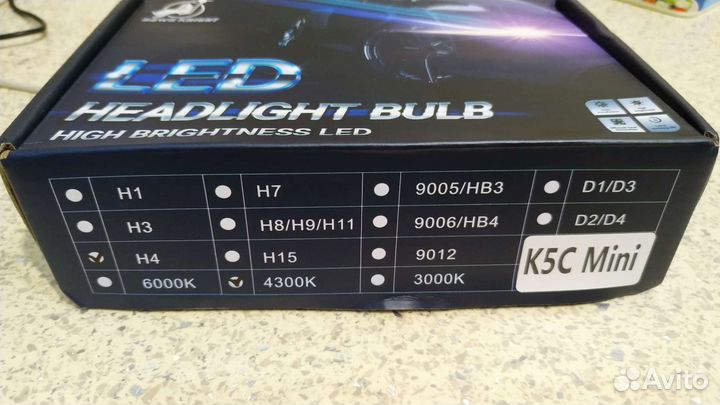 LED
HEADLIGHT BULB
HIGH BRIGHTNESS LED
H1 H7 9005/HB3 D1/D3
H3 H8/H9/H11 9006/HB4 D2/D4
H4 H15 9012
6000K 4300K 3000K
K5C Mini
Avito